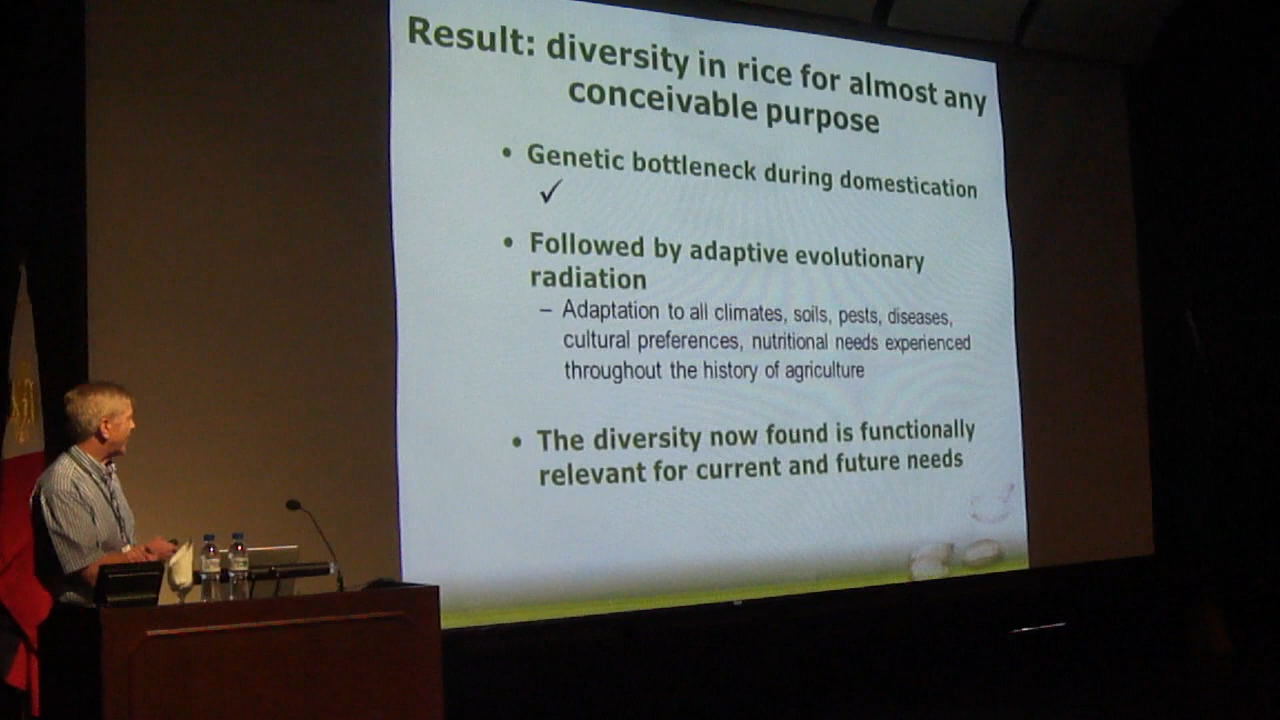 Result: diversity in rice for almost any
conceivable purpose
• Genetic bottleneck during domestication
✓
• Followed by adaptive evolutionary
radiation
– Adaptation to all climates, soils, pests, diseases,
cultural preferences, nutritional needs experienced
throughout the history of agriculture
• The diversity now found is functionally
relevant for current and future needs